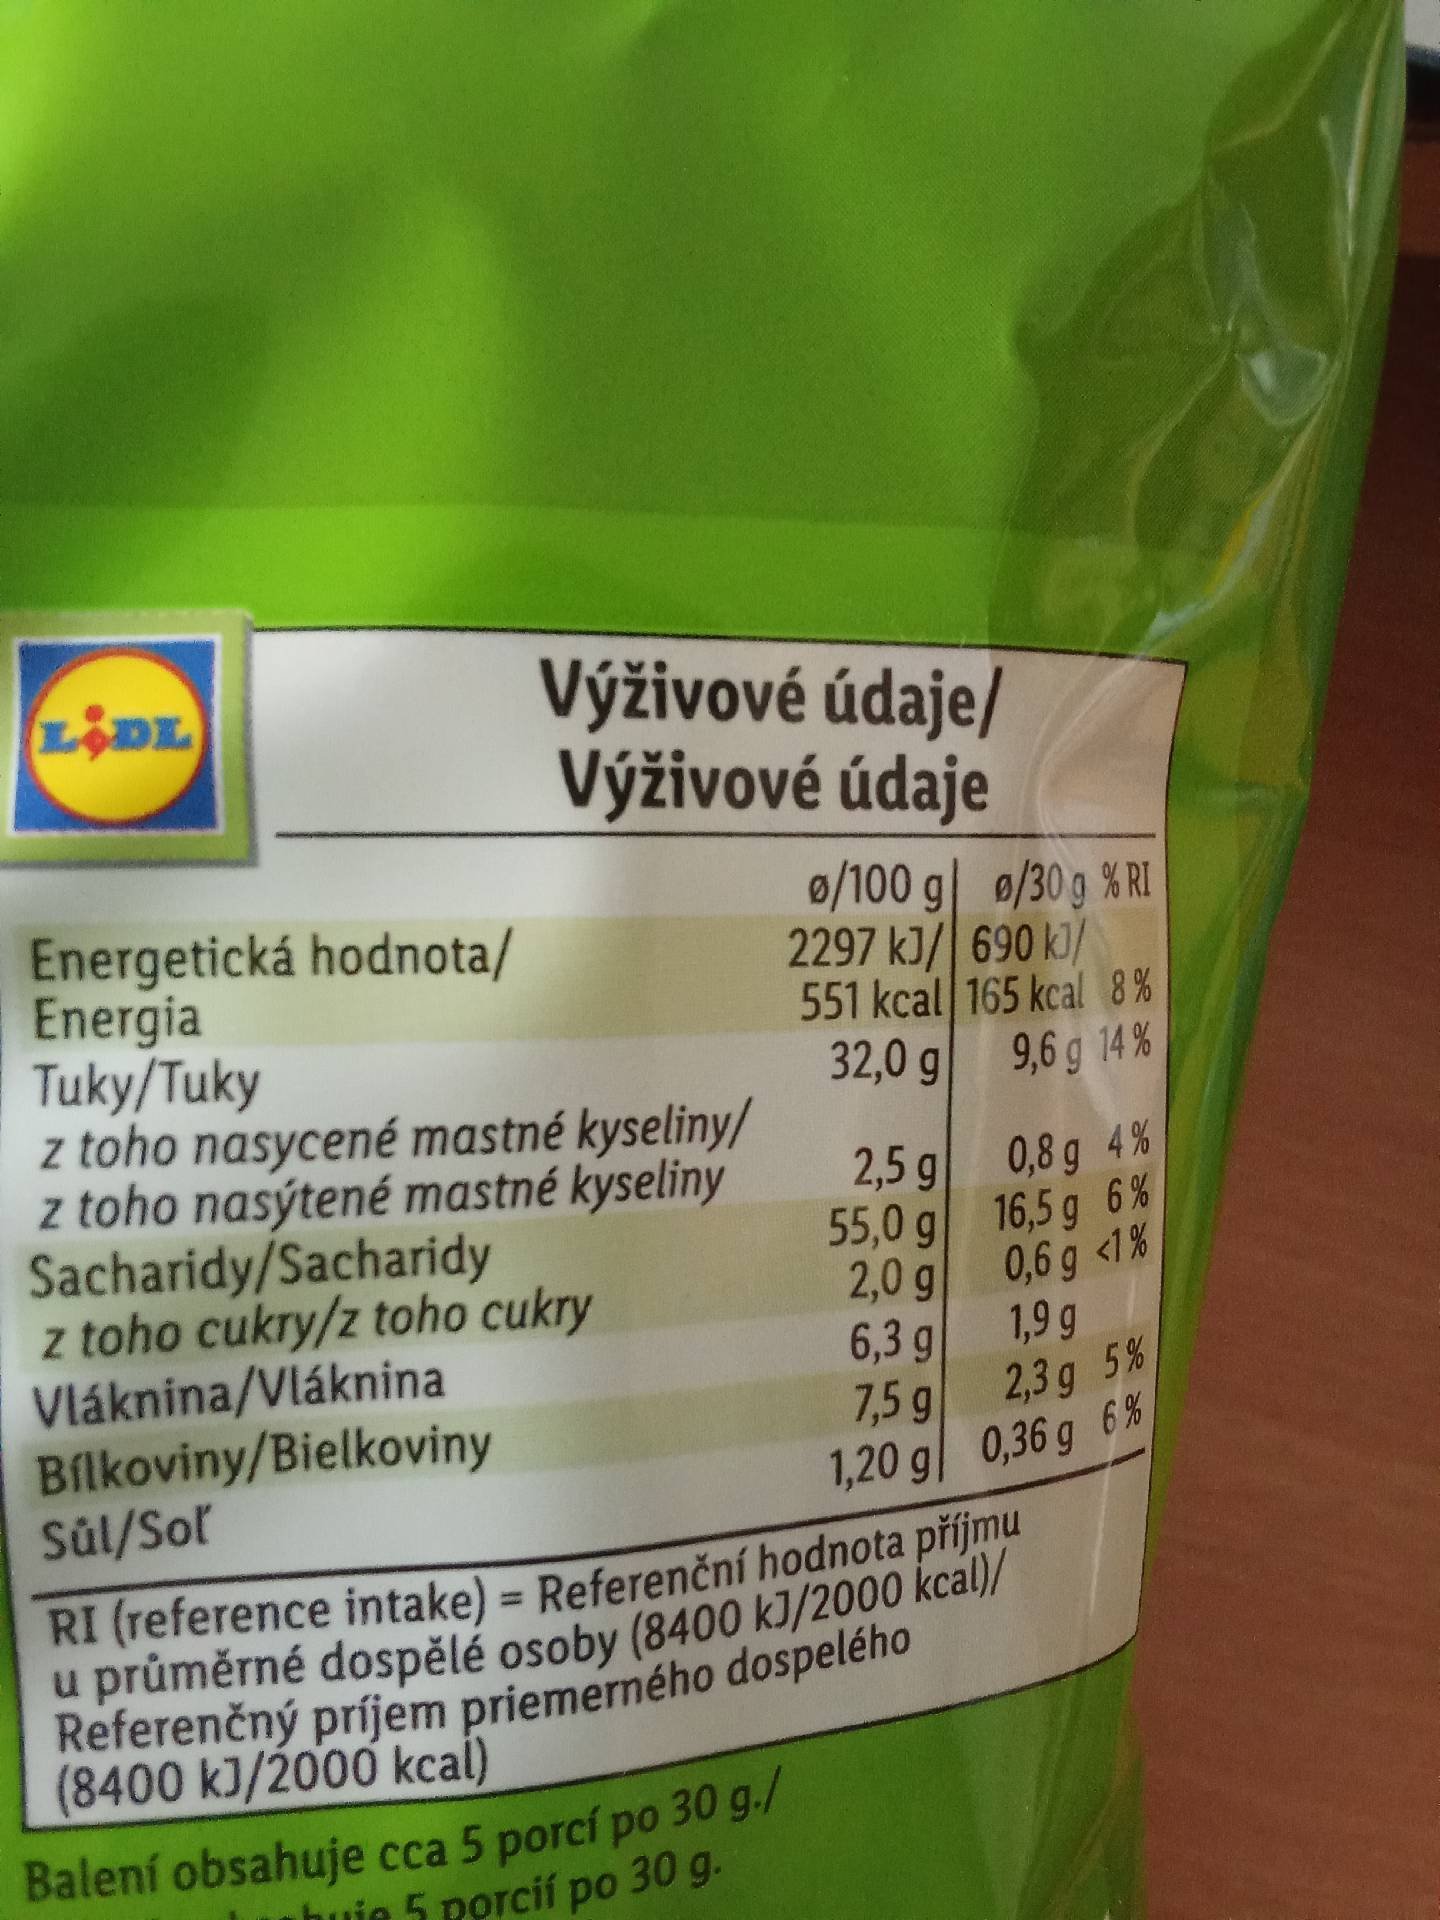 LIDL
Výživové údaje/
Výživové údaje
ø/100 g ø/30 g % RI
Energetická hodnota/ 2297 kJ/ 690 kJ/
Energia 551 kcal 165 kcal 8 %
Tuky/Tuky 32,0 g 9,6 g 14 %
z toho nasycené mastné kyseliny/
z toho nasýtené mastné kyseliny 2,5 g 0,8 g 4 %
Sacharidy/Sacharidy 55,0 g 16,5 g 6 %
z toho cukry/z toho cukry 2,0 g 0,6 g <1 %
Vláknina/Vláknina 6,3 g 1,9 g
Bílkoviny/Bielkoviny 7,5 g 2,3 g 5 %
Sůl/Soľ 1,20 g 0,36 g 6 %
RI (reference intake) = Referenční hodnota příjmu
u průměrné dospělé osoby (8400 kJ/2000 kcal)/
Referenčný príjem priemerného dospelého
(8400 kJ/2000 kcal)
Balení obsahuje cca 5 porcí po 30 g./
5 porcií po 30 g.